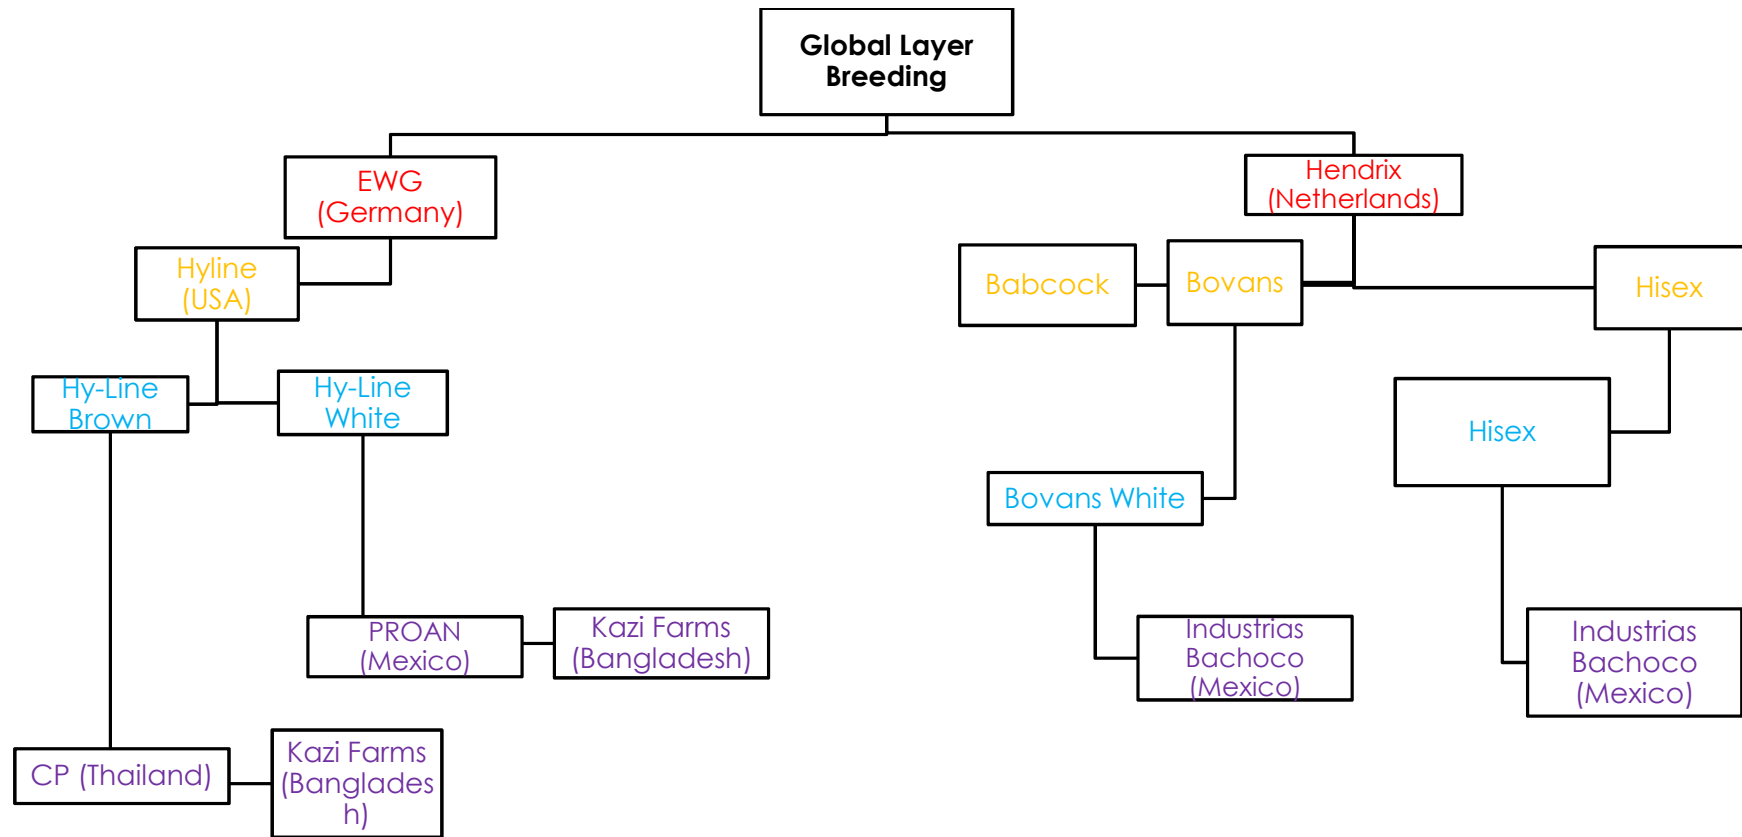 Global Layer
Breeding
EWG
(Germany)
Hendrix
(Netherlands)
Hyline
(USA)
Babcock
Bovans
Hisex
Hy-Line
Brown
Hy-Line
White
Hisex
Bovans White
PROAN
(Mexico)
Kazi Farms
(Bangladesh)
Industrias
Bachoco
(Mexico)
Industrias
Bachoco
(Mexico)
CP (Thailand)
Kazi Farms
(Banglades
h)